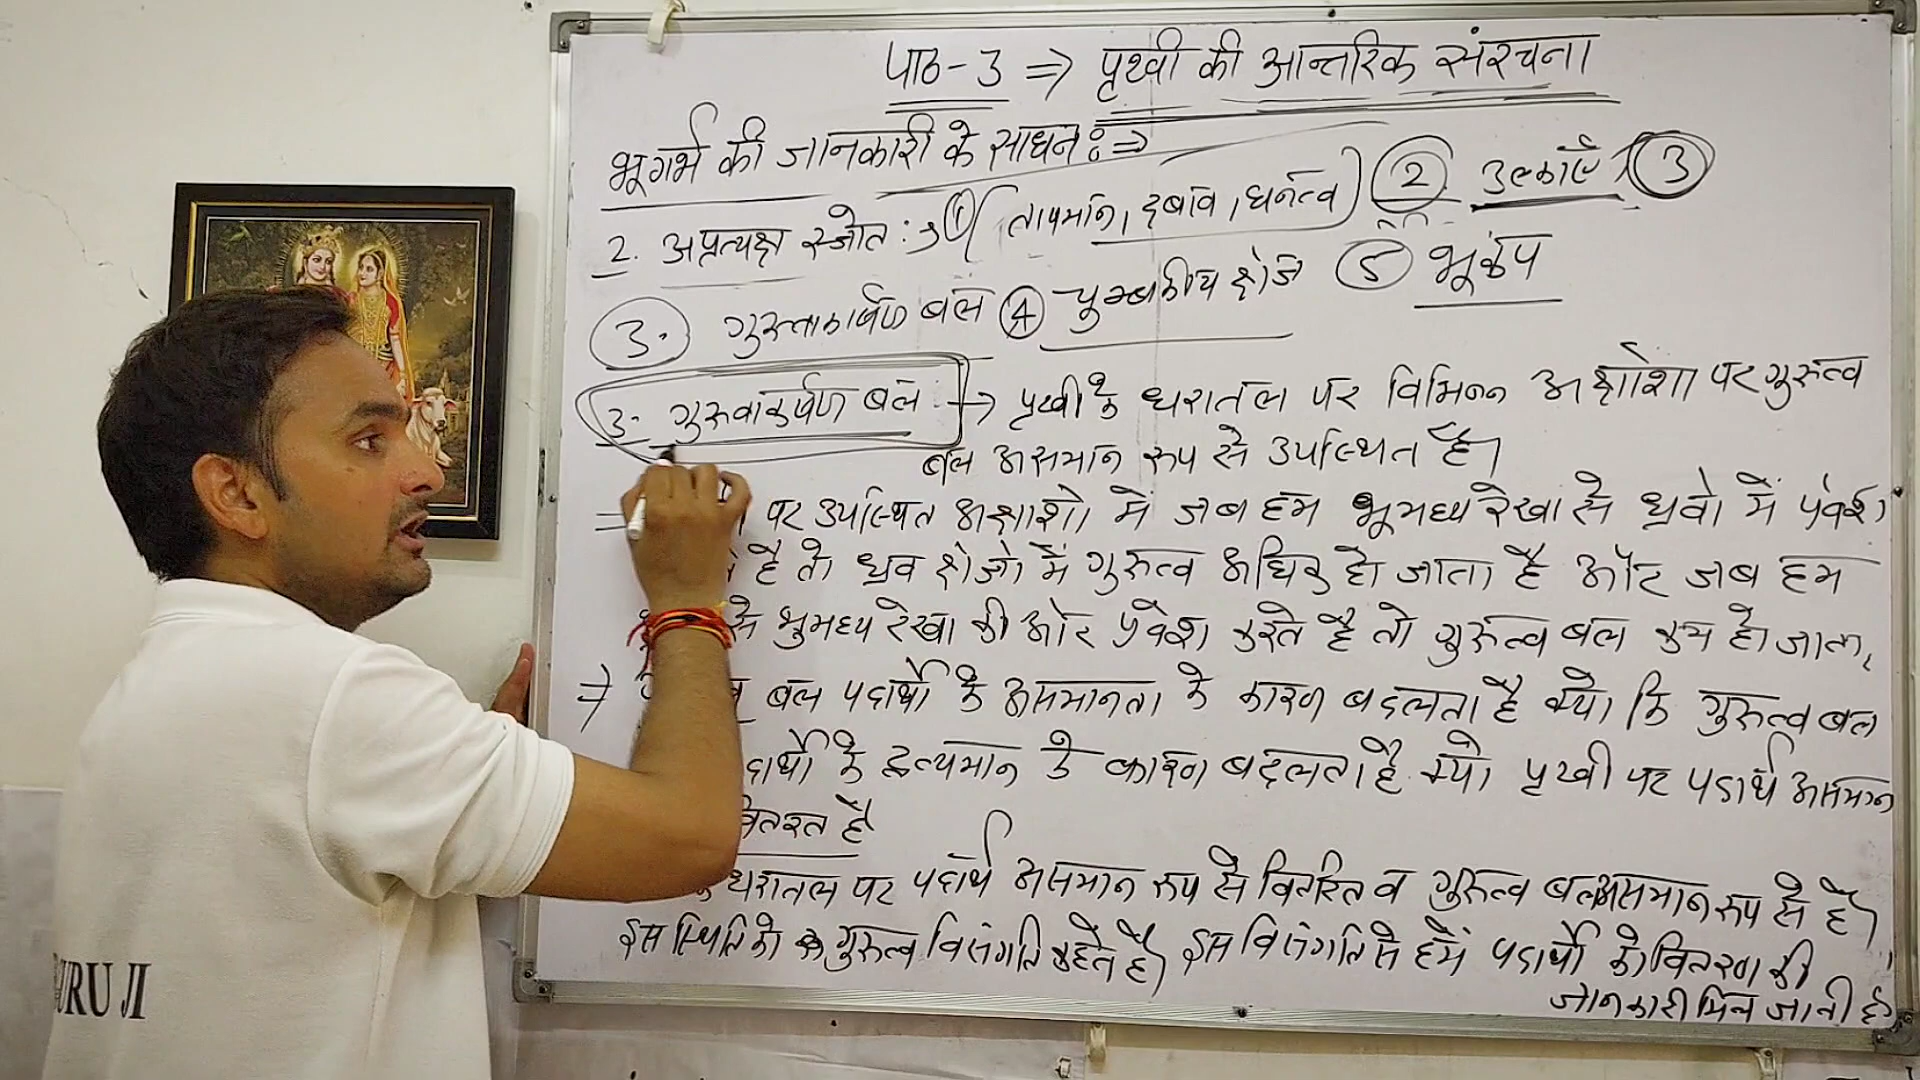 पाठ-3 ⇒ पृथ्वी की आन्तरिक संरचना
भूगर्भ की जानकारी के साधन :⇒
2. अप्रत्यक्ष स्त्रोत :→ ① (तापमान, दबाव, घनत्व) ② उल्काएँ, ③
3. गुरुत्वाकर्षण बल ④ चुम्बकीय क्षेत्र ⑤ भूकंप
3- गुरुत्वाकर्षण बल :→ पृथ्वी के धरातल पर विभिन्न अक्षांशो पर गुरुत्व
बल असमान रूप से उपस्थित है।
⇒ पर उपस्थित अक्षाशो में जब हम भूमध्य रेखा से ध्रुवो में प्रवेश
है तो ध्रुव क्षेत्रो में गुरुत्व अधिक हो जाता है और जब हम
से भुमध्य रेखा की ओर प्रवेश करते है तो गुरुत्व बल कम हो जाता,
⇒ बल पदार्थो के असमानता के कारण बदलता है क्यो कि गुरुत्व बल
के द्रव्यमान के कारण बदलता है क्यो पृथ्वी पर पदार्थ असमान
है
धरातल पर पदार्थ असमान रूप से वितरित व गुरुत्व बल असमान रूप से है।
इस स्थिति को गुरुत्व विसंगति कहते है। इस विसंगति से हमें पदार्थो के वितरण की
जानकारी मिल जाती है
URU JI